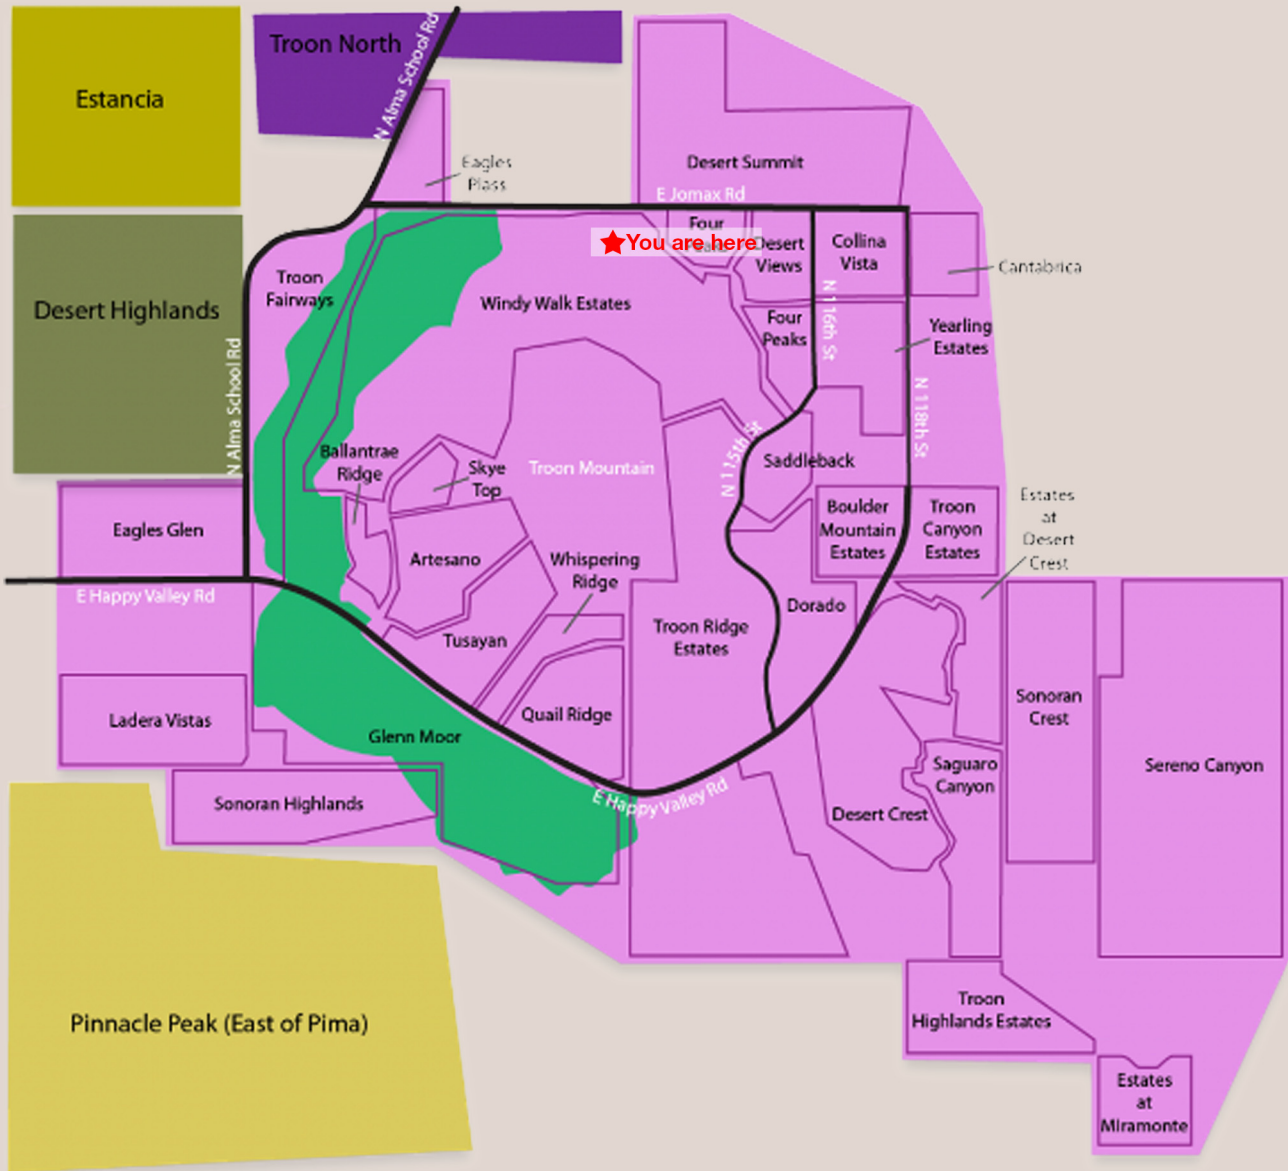 Estancia
Troon North
N Alma School Rd
Eagles
Plass
Desert Summit
E Jomax Rd
Desert Highlands
Troon
Fairways
Four
You are here
Desert
Views
Collina
Vista
Cantabrica
Windy Walk Estates
Four
Peaks
N 116th St
Yearling
Estates
N Alma School Rd
N 118th St
Ballantrae
Ridge
Skye
Top
Troon Mountain
N 115th St
Saddleback
Eagles Glen
Artesano
Whispering
Ridge
Boulder
Mountain
Estates
Troon
Canyon
Estates
Estates
at
Desert
Crest
E Happy Valley Rd
Tusayan
Troon Ridge
Estates
Dorado
Ladera Vistas
Glenn Moor
Quail Ridge
Sonoran
Crest
Sereno Canyon
Saguaro
Canyon
Sonoran Highlands
E Happy Valley Rd
Desert Crest
Pinnacle Peak (East of Pima)
Troon
Highlands Estates
Estates
at
Miramonte